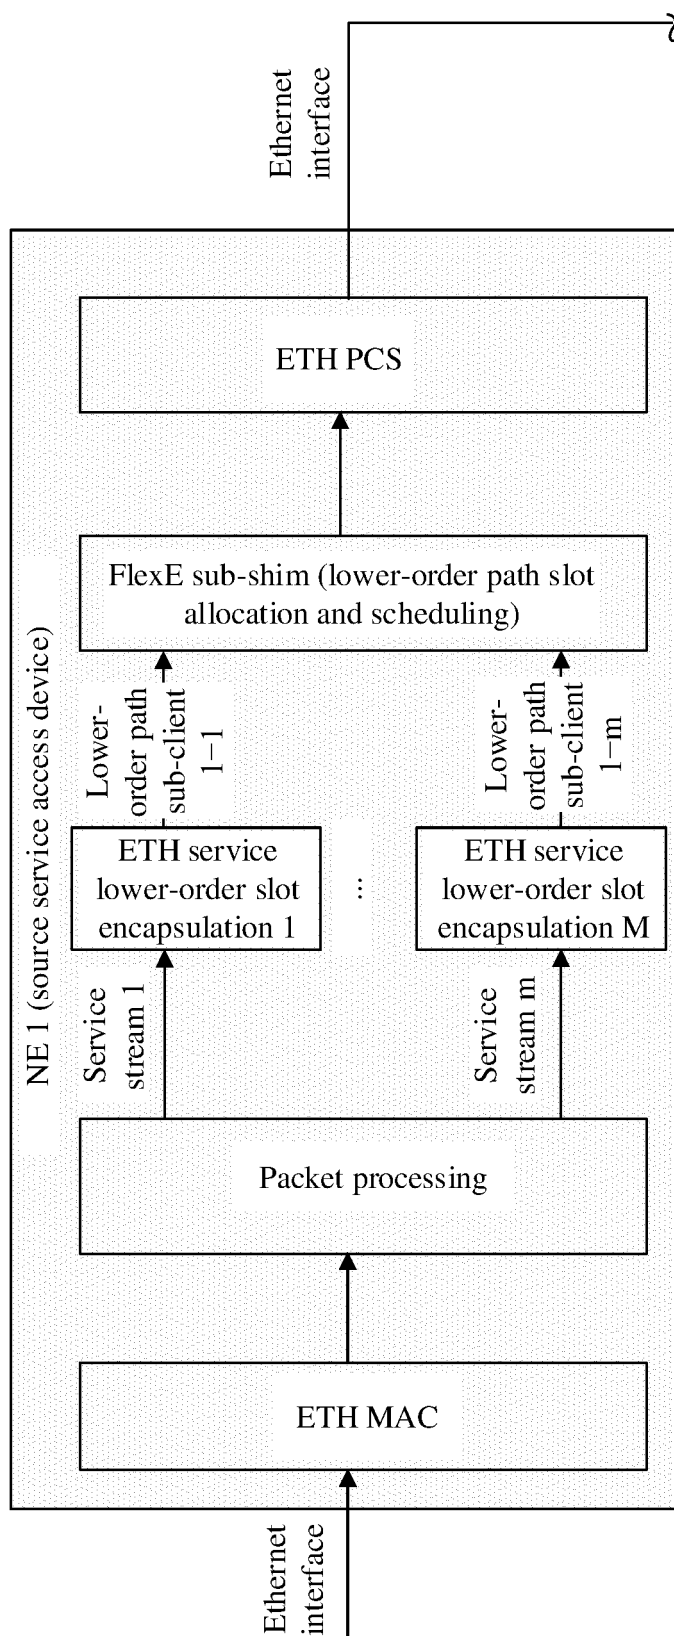 Ethernet
interface
ETH PCS
FlexE sub-shim (lower-order path slot
allocation and scheduling)
NE 1 (source service access device)
Lower-
order path
sub-client
1−1
Lower-
order path
sub-client
1−m
ETH service
lower-order slot
encapsulation 1
...
ETH service
lower-order slot
encapsulation M
Service
stream 1
Service
stream m
Packet processing
ETH MAC
Ethernet
interface